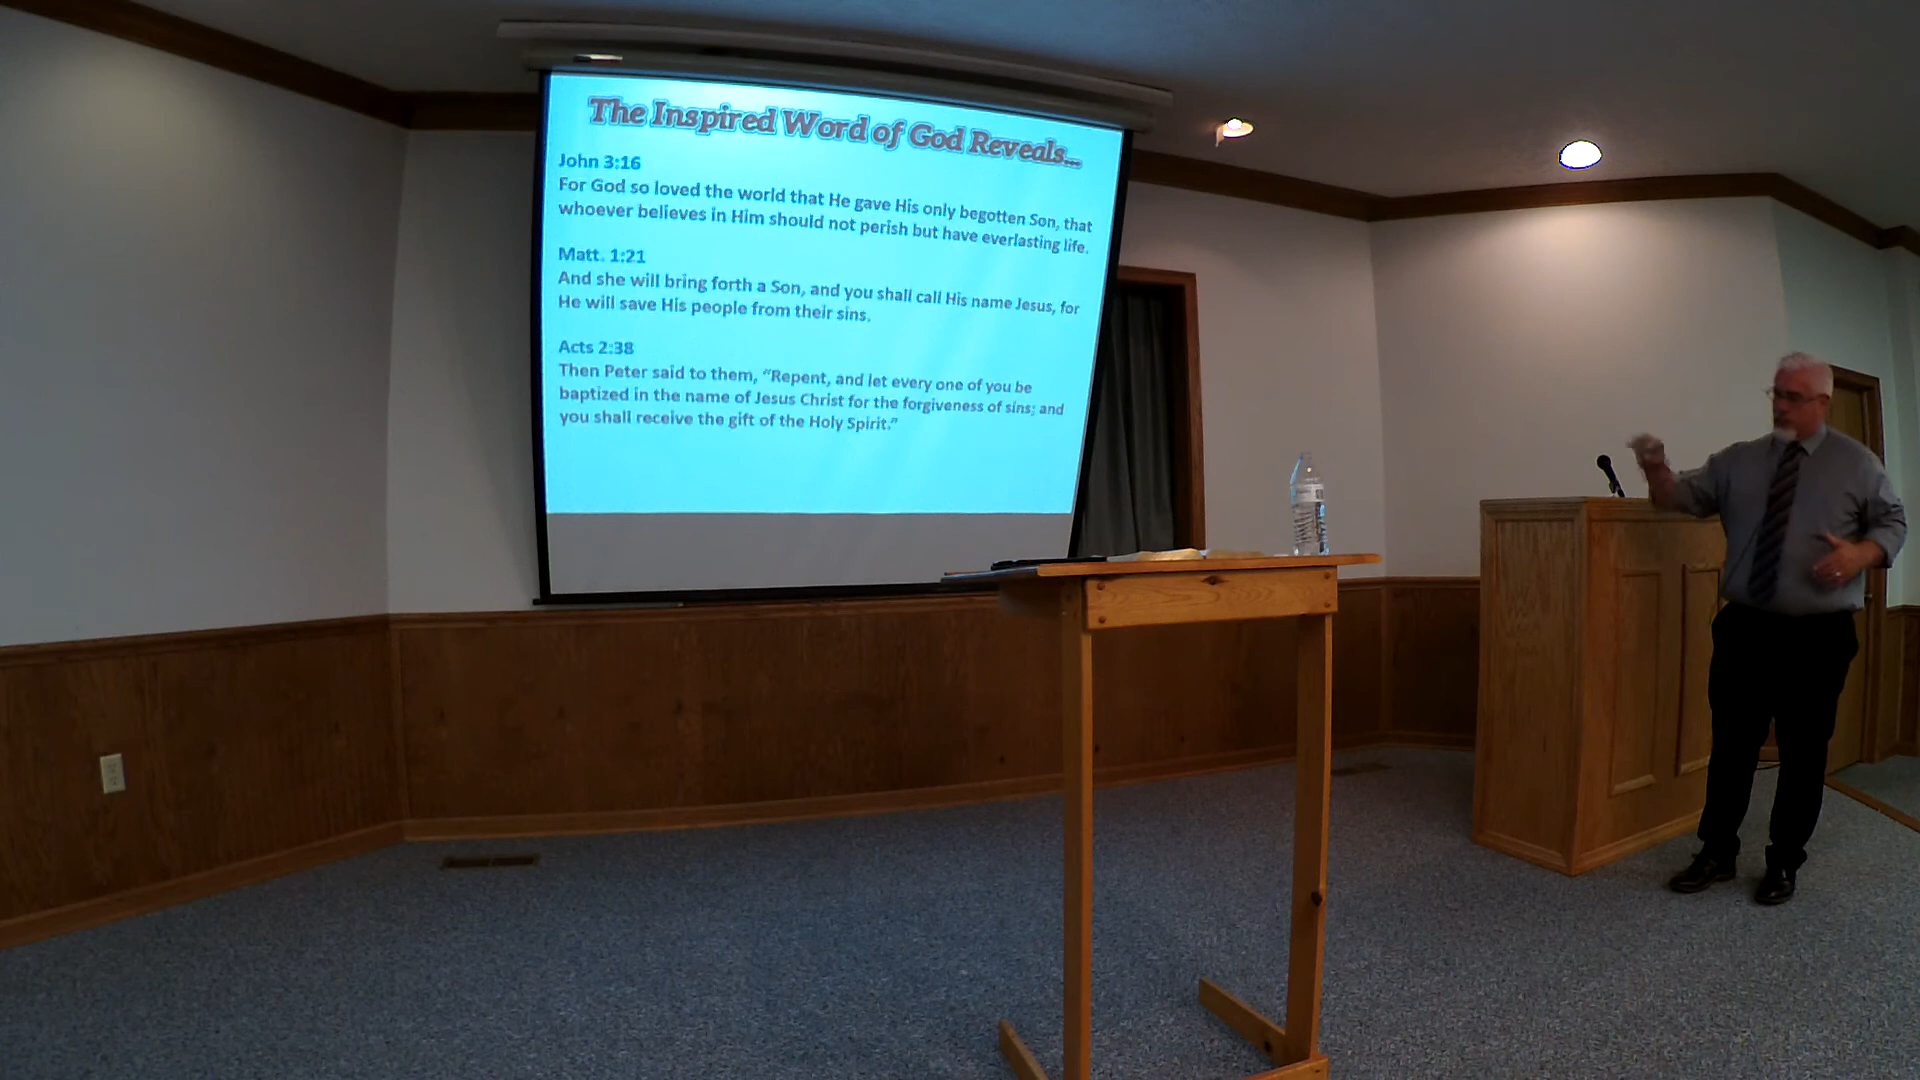 The Inspired Word of God Reveals...
John 3:16
For God so loved the world that He gave His only begotten Son, that
whoever believes in Him should not perish but have everlasting life.
Matt. 1:21
And she will bring forth a Son, and you shall call His name Jesus, for
He will save His people from their sins.
Acts 2:38
Then Peter said to them, “Repent, and let every one of you be
baptized in the name of Jesus Christ for the forgiveness of sins; and
you shall receive the gift of the Holy Spirit.”